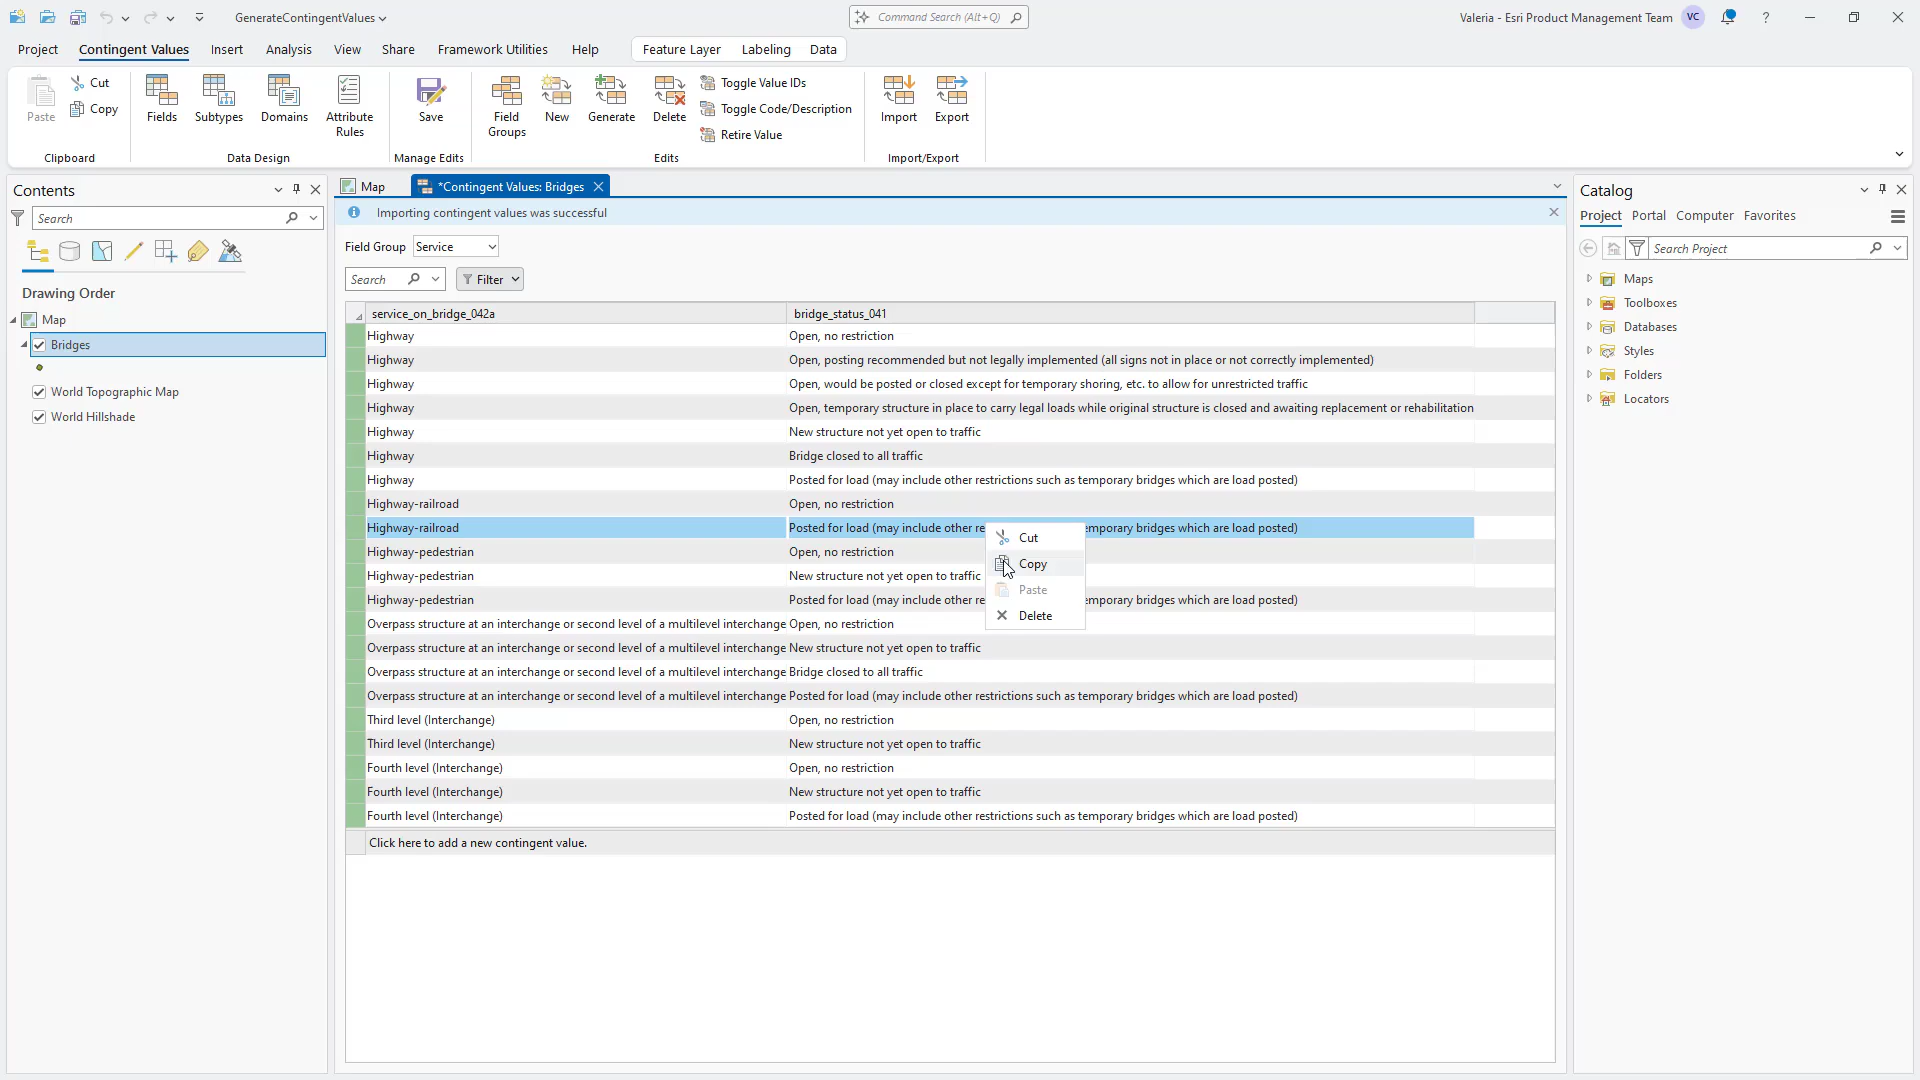 GenerateContingentValues
Command Search (Alt+Q)
Valeria - Esri Product Management Team
VC
?
Project
Contingent Values
Insert
Analysis
View
Share
Framework Utilities
Help
Feature Layer
Labeling
Data
Paste
Cut
Copy
Clipboard
Fields
Subtypes
Domains
Attribute
Rules
Data Design
Save
Manage Edits
Field
Groups
New
Generate
Delete
Toggle Value IDs
Toggle Code/Description
Retire Value
Edits
Import
Export
Import/Export
Contents
Search
Drawing Order
Map
Bridges
World Topographic Map
World Hillshade
Map
*Contingent Values: Bridges
Importing contingent values was successful
Field Group
Service
Search
Filter
service_on_bridge_042a bridge_status_041
Highway Open, no restriction
Highway Open, posting recommended but not legally implemented (all signs not in place or not correctly implemented)
Highway Open, would be posted or closed except for temporary shoring, etc. to allow for unrestricted traffic
Highway Open, temporary structure in place to carry legal loads while original structure is closed and awaiting replacement or rehabilitation
Highway New structure not yet open to traffic
Highway Bridge closed to all traffic
Highway Posted for load (may include other restrictions such as temporary bridges which are load posted)
Highway-railroad Open, no restriction
Highway-railroad Posted for load (may include other re emporary bridges which are load posted)
Highway-pedestrian Open, no restriction
Highway-pedestrian New structure not yet open to traffic
Highway-pedestrian Posted for load (may include other re emporary bridges which are load posted)
Overpass structure at an interchange or second level of a multilevel interchange Open, no restriction
Overpass structure at an interchange or second level of a multilevel interchange New structure not yet open to traffic
Overpass structure at an interchange or second level of a multilevel interchange Bridge closed to all traffic
Overpass structure at an interchange or second level of a multilevel interchange Posted for load (may include other restrictions such as temporary bridges which are load posted)
Third level (Interchange) Open, no restriction
Third level (Interchange) New structure not yet open to traffic
Fourth level (Interchange) Open, no restriction
Fourth level (Interchange) New structure not yet open to traffic
Fourth level (Interchange) Posted for load (may include other restrictions such as temporary bridges which are load posted)
Click here to add a new contingent value.
Cut
Copy
Paste
Delete
Catalog
Project
Portal
Computer
Favorites
Search Project
Maps
Toolboxes
Databases
Styles
Folders
Locators